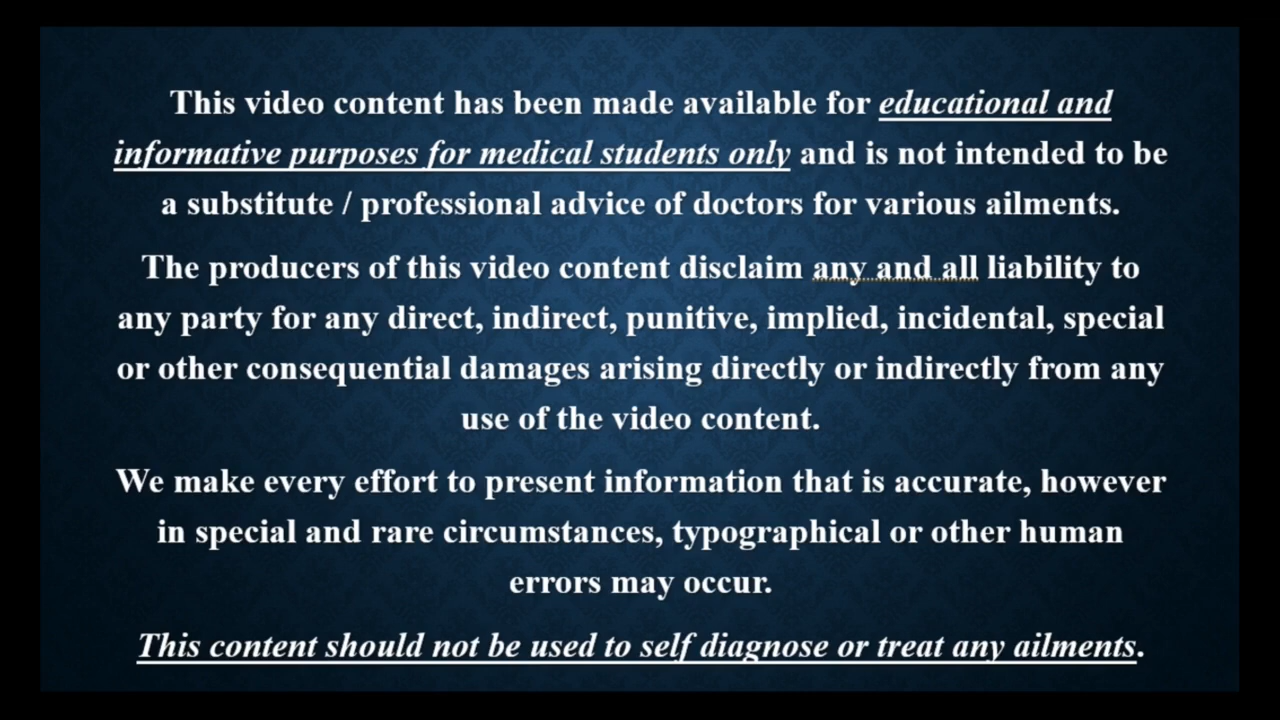 This video content has been made available for educational and
informative purposes for medical students only and is not intended to be
a substitute / professional advice of doctors for various ailments.
The producers of this video content disclaim any and all liability to
any party for any direct, indirect, punitive, implied, incidental, special
or other consequential damages arising directly or indirectly from any
use of the video content.
We make every effort to present information that is accurate, however
in special and rare circumstances, typographical or other human
errors may occur.
This content should not be used to self diagnose or treat any ailments.